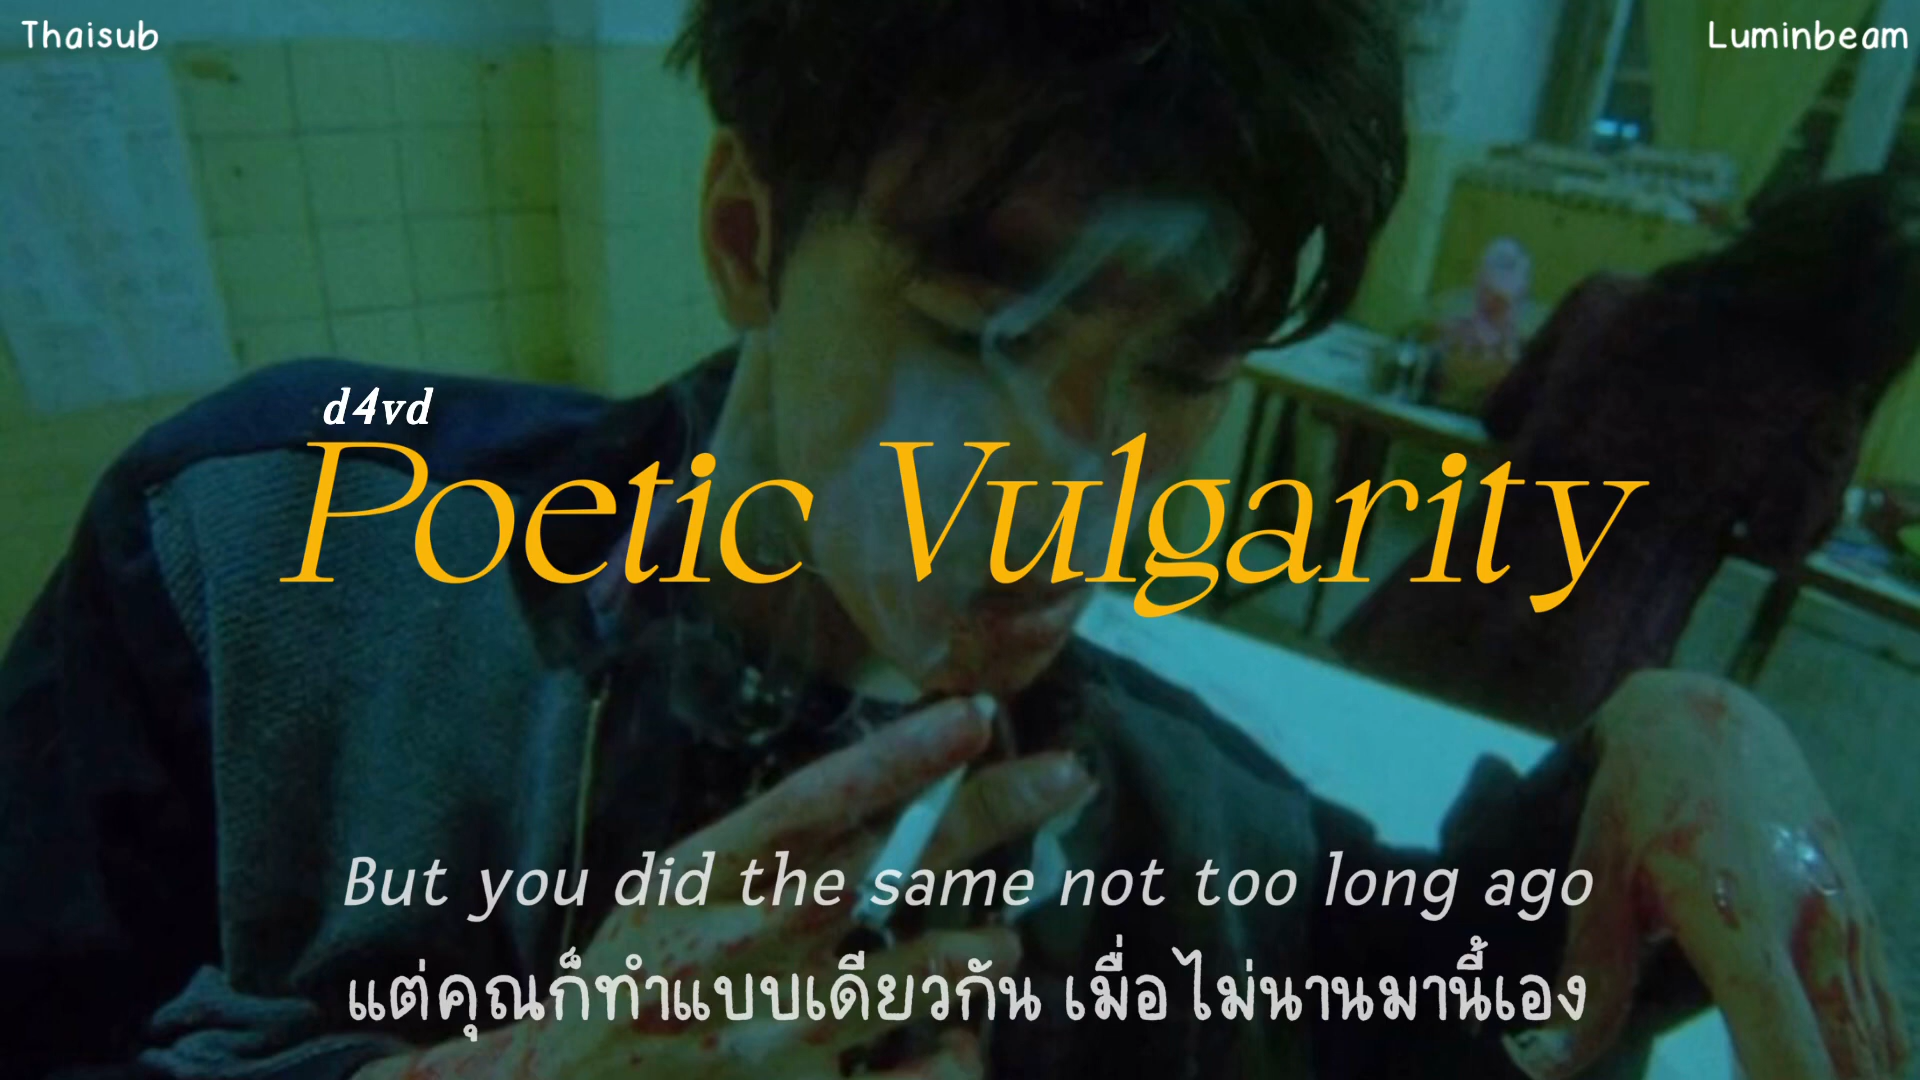 Thaisub
Luminbeam
d4vd
Poetic Vulgarity
But you did the same not too long ago
แต่คุณก็ทำแบบเดียวกัน เมื่อไม่นานมานี้เอง